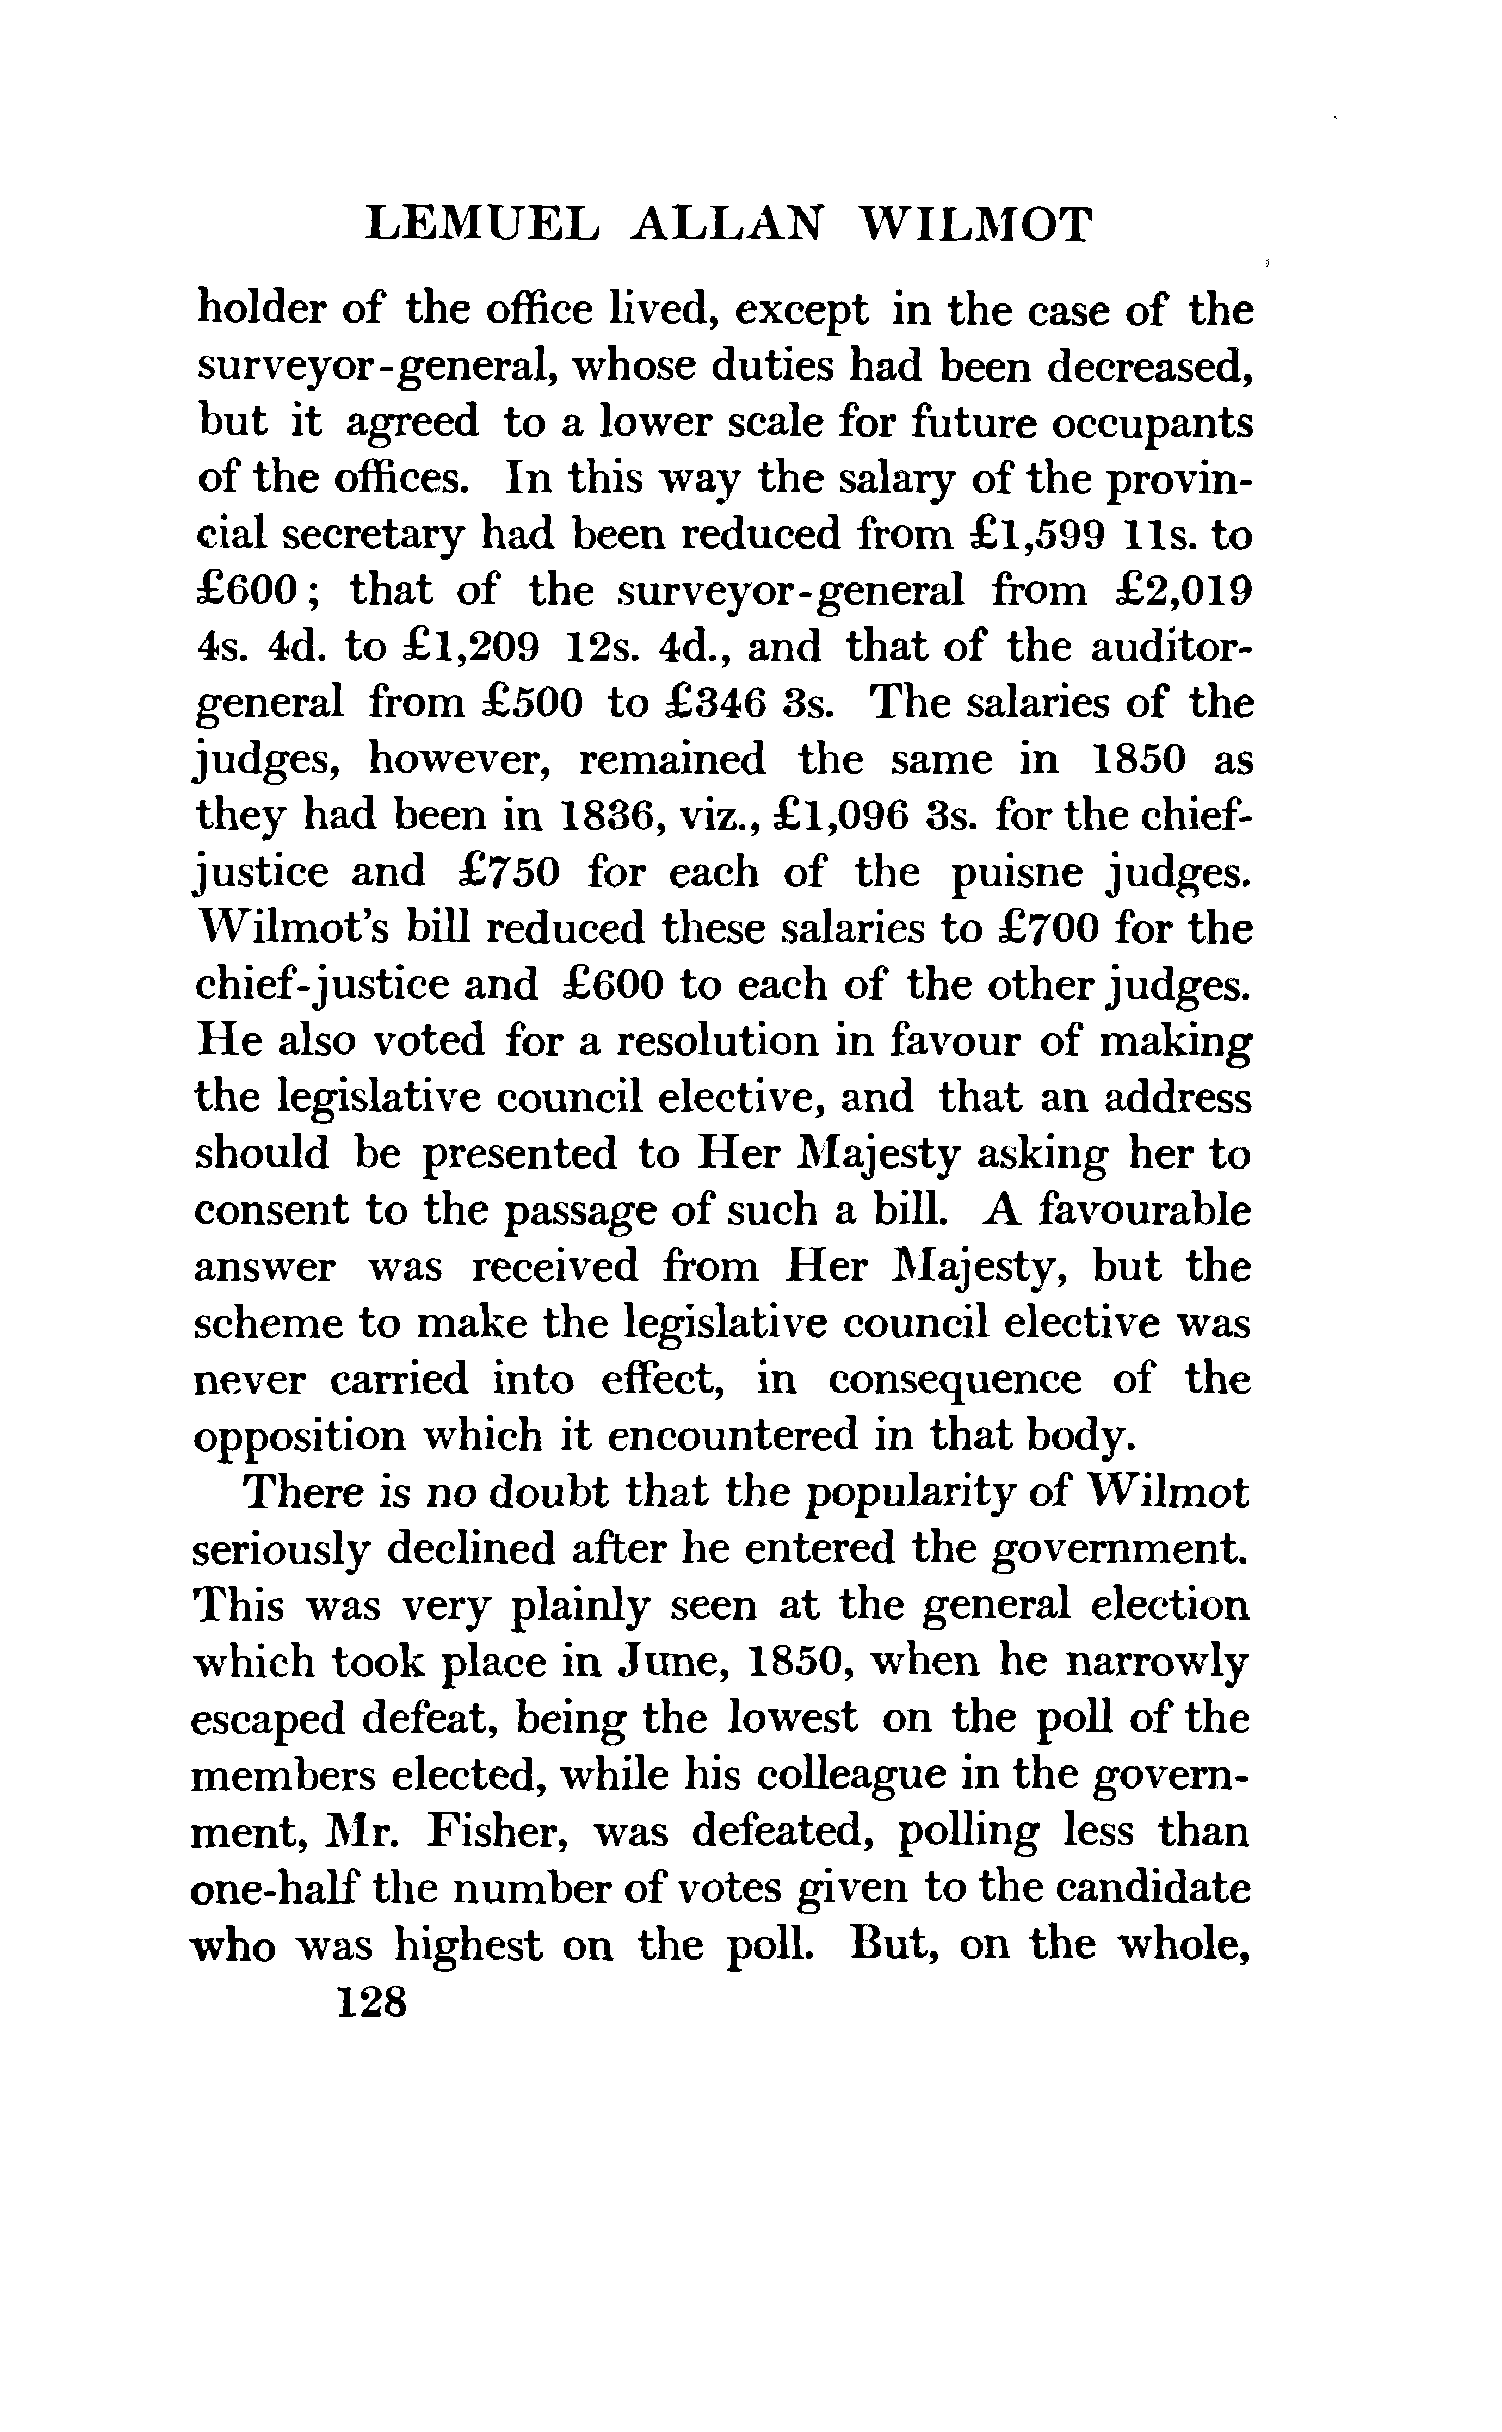 LEMUEL ALLAN WILMOT
holder of the office lived, except in the case of the
surveyor-general, whose duties had been decreased,
but it agreed to a lower scale for future occupants
of the offices. In this way the salary of the provin-
cial secretary had been reduced from £1,599 11s. to
£600; that of the surveyor-general from £2,019
4s. 4d. to £1,209 12s. 4d., and that of the auditor-
general from £500 to £346 3s. The salaries of the
judges, however, remained the same in 1850 as
they had been in 1836, viz., £1,096 3s. for the chief-
justice and £750 for each of the puisne judges.
Wilmot's bill reduced these salaries to £700 for the
chief-justice and £600 to each of the other judges.
He also voted for a resolution in favour of making
the legislative council elective, and that an address
should be presented to Her Majesty asking her to
consent to the passage of such a bill. A favourable
answer was received from Her Majesty, but the
scheme to make the legislative council elective was
never carried into effect, in consequence of the
opposition which it encountered in that body.
There is no doubt that the popularity of Wilmot
seriously declined after he entered the government.
This was very plainly seen at the general election
which took place in June, 1850, when he narrowly
escaped defeat, being the lowest on the poll of the
members elected, while his colleague in the govern-
ment, Mr. Fisher, was defeated, polling less than
one-half the number of votes given to the candidate
who was highest on the poll. But, on the whole,
128